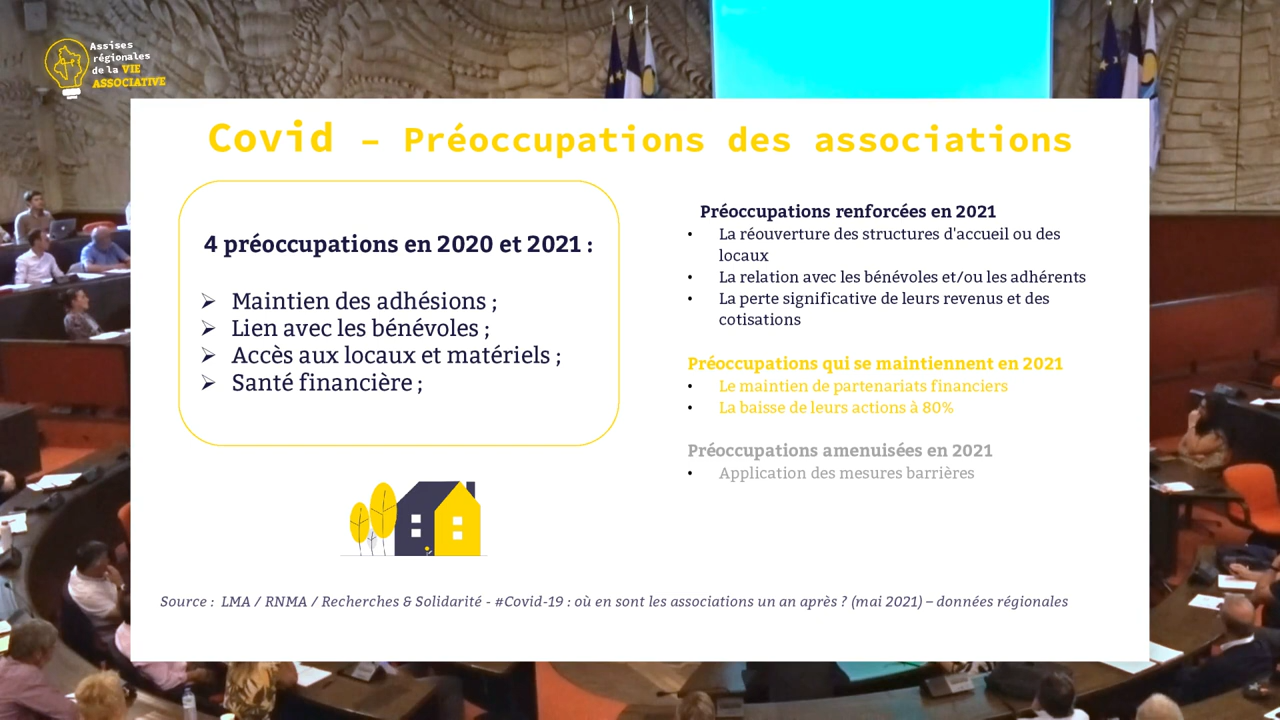 Assises
régionales
de la VIE
ASSOCIATIVE
Covid – Préoccupations des associations
4 préoccupations en 2020 et 2021 :
➢ Maintien des adhésions ;
➢ Lien avec les bénévoles ;
➢ Accès aux locaux et matériels ;
➢ Santé financière ;
Préoccupations renforcées en 2021
• La réouverture des structures d'accueil ou des
locaux
• La relation avec les bénévoles et/ou les adhérents
• La perte significative de leurs revenus et des
cotisations
Préoccupations qui se maintiennent en 2021
• Le maintien de partenariats financiers
• La baisse de leurs actions à 80%
Préoccupations amenuisées en 2021
• Application des mesures barrières
Source : LMA / RNMA / Recherches & Solidarité - #Covid-19 : où en sont les associations un an après ? (mai 2021) – données régionales